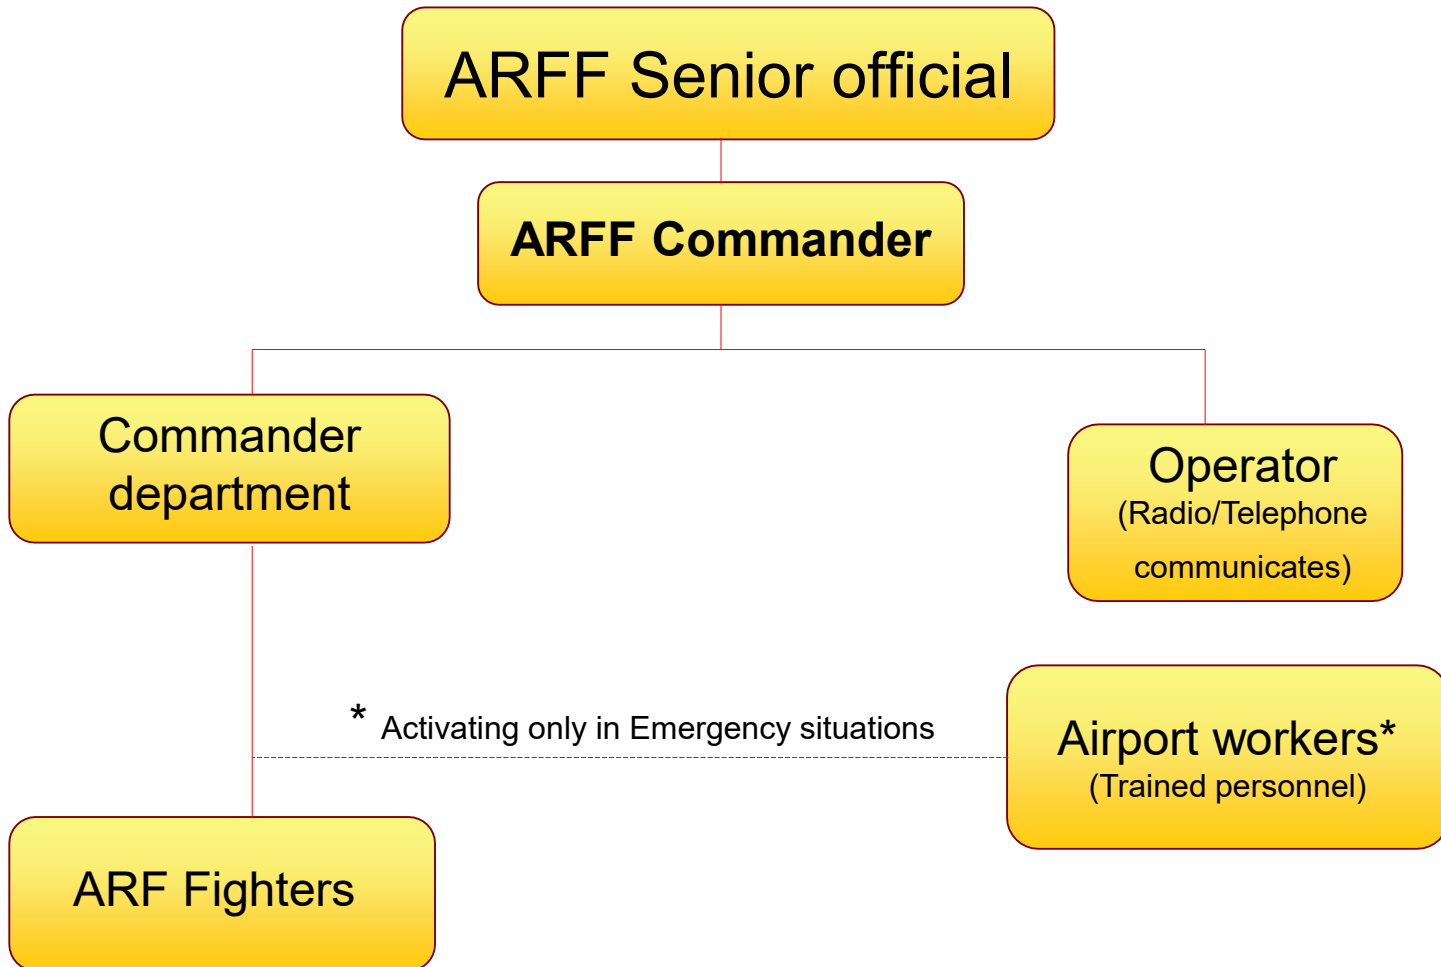 ARFF Senior official
ARFF Commander
Commander
department
Operator
(Radio/Telephone
communicates)
* Activating only in Emergency situations
Airport workers*
(Trained personnel)
ARF Fighters